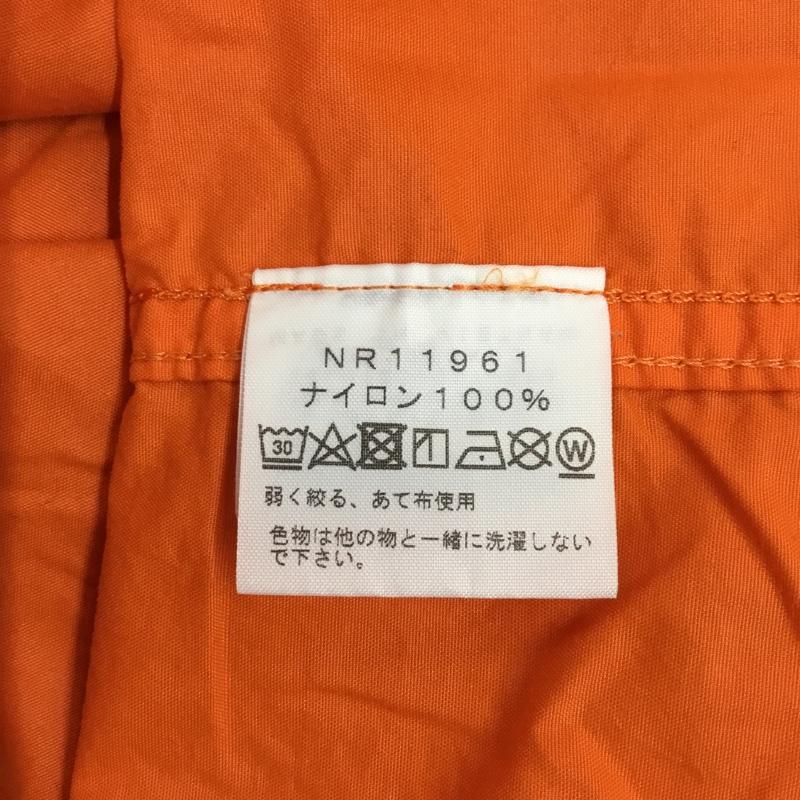 NR11961
ナイロン100%
30
W
弱く絞る、あて布使用
色物は他の物と一緒に洗濯しない
で下さい。